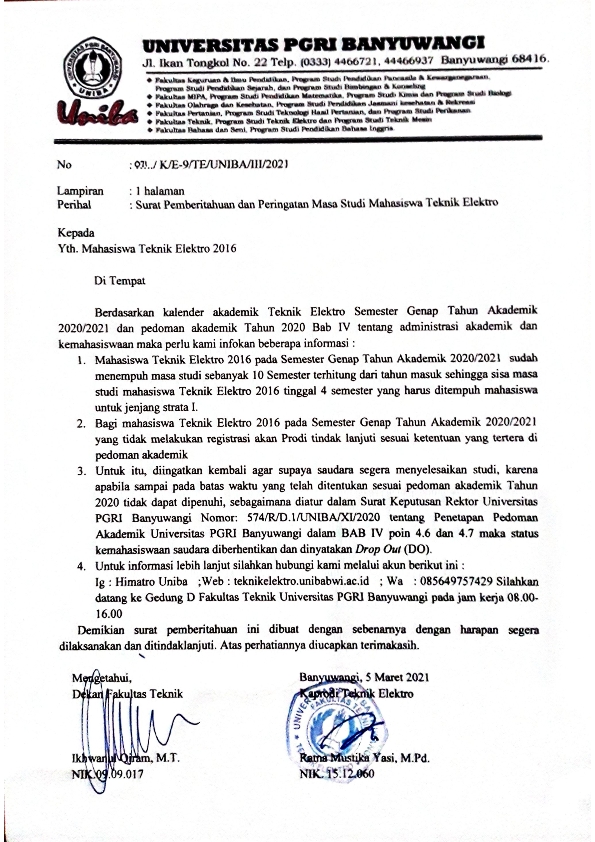 UNIVERSITAS PGRI BANYUWANGI
Jl. Ikan Tongkol No. 22 Telp. (0333) 4466721, 44466937 Banyuwangi 68416.
Fakultas Keguruan & Ilmu Pendidikan, Program Studi Pendidikan Pancasila & Kewarganegaraan,
Program Studi Pendidikan Sejarah, dan Program Studi Bimbingan & Konseling
Fakultas MIPA, Program Studi Pendidikan Matematika, Program Studi Kimia dan Program Studi Biologi
Fakultas Olahraga dan Kesehatan, Program Studi Pendidikan Jasmani kesehatan & Rekreasi
Fakultas Pertanian, Program Studi Teknologi Hasil Pertanian, dan Program Studi Perikanan
Fakultas Teknik, Program Studi Teknik Elektro dan Program Studi Teknik Mesin
Fakultas Bahasa dan Seni, Program Studi Pendidikan Bahasa Inggris
UNIBA
Uniba
No : / K/E-9/TE/UNIBA/III/2021
Lampiran : 1 halaman
Perihal : Surat Pemberitahuan dan Peringatan Masa Studi Mahasiswa Teknik Elektro
Kepada
Yth. Mahasiswa Teknik Elektro 2016
Di Tempat
Berdasarkan kalender akademik Teknik Elektro Semester Genap Tahun Akademik
2020/2021 dan pedoman akademik Tahun 2020 Bab IV tentang administrasi akademik dan
kemahasiswaan maka perlu kami infokan beberapa informasi :
1. Mahasiswa Teknik Elektro 2016 pada Semester Genap Tahun Akademik 2020/2021 sudah
menempuh masa studi sebanyak 10 Semester terhitung dari tahun masuk sehingga sisa masa
studi mahasiswa Teknik Elektro 2016 tinggal 4 semester yang harus ditempuh mahasiswa
untuk jenjang strata I.
2. Bagi mahasiswa Teknik Elektro 2016 pada Semester Genap Tahun Akademik 2020/2021
yang tidak melakukan registrasi akan Prodi tindak lanjuti sesuai ketentuan yang tertera di
pedoman akademik
3. Untuk itu, diingatkan kembali agar supaya saudara segera menyelesaikan studi, karena
apabila sampai pada batas waktu yang telah ditentukan sesuai pedoman akademik Tahun
2020 tidak dapat dipenuhi, sebagaimana diatur dalam Surat Keputusan Rektor Universitas
PGRI Banyuwangi Nomor: 574/R/D.1/UNIBA/XI/2020 tentang Penetapan Pedoman
Akademik Universitas PGRI Banyuwangi dalam BAB IV poin 4.6 and 4.7 maka status
kemahasiswaan saudara diberhentikan dan dinyatakan Drop Out (DO).
4. Untuk informasi lebih lanjut silahkan hubungi kami melalui akun berikut ini :
Ig : Himatro Uniba ;Web : teknikelektro.unibabwi.ac.id ; Wa : 085649757429 Silahkan
datang ke Gedung D Fakultas Teknik Universitas PGRI Banyuwangi pada jam kerja 08.00-
16.00
Demikian surat pemberitahuan ini dibuat dengan sebenarnya dengan harapan segera
dilaksanakan dan ditindaklanjuti. Atas perhatiannya diucapkan terimakasih.
Mengetahui,
Dekan Fakultas Teknik
Ikhwanul Qiram, M.T.
NIK.09.09.017
Banyuwangi, 5 Maret 2021
Kaprodi Teknik Elektro
Ratna Mustika Yasi, M.Pd.
NIK. 15.12.060